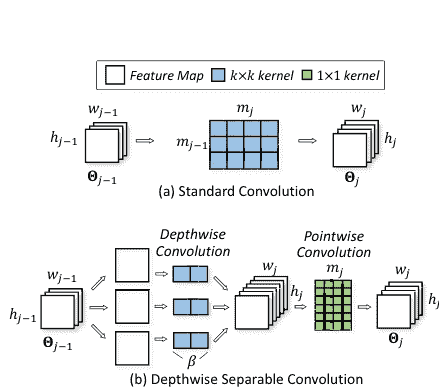 Feature Map k×k kernel 1×1 kernel
w_{j-1} m_j w_j
h_{j-1} m_{j-1} h_j
Θ_{j-1} Θ_j
(a) Standard Convolution
Depthwise Convolution
Pointwise Convolution
w_{j-1} w_j m_j w_j
h_{j-1} h_j h_j
Θ_{j-1} β Θ_j
(b) Depthwise Separable Convolution